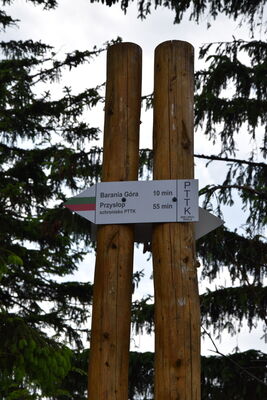 Barania Góra 10 min
Przysłop 55 min
schronisko PTTK
PTTK